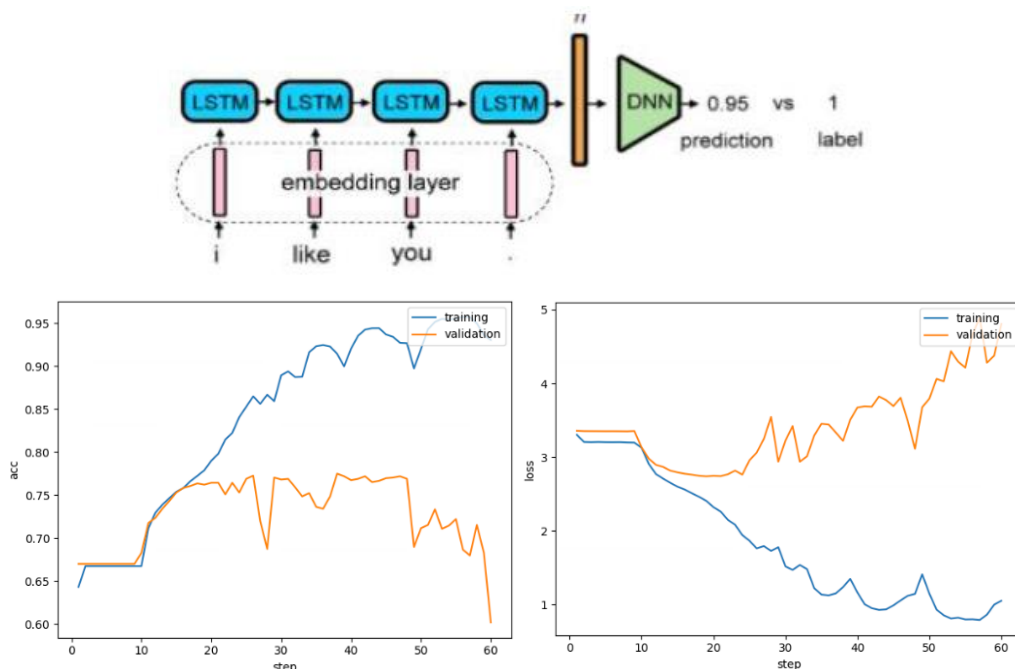 LSTM LSTM LSTM LSTM DNN 0.95 vs 1
prediction label
embedding layer
i like you .
training
validation
0.95
0.90
0.85
0.80
0.75
0.70
0.65
0.60
acc
0 10 20 30 40 50 60
step
training
validation
5
4
3
2
1
loss
0 10 20 30 40 50 60
step